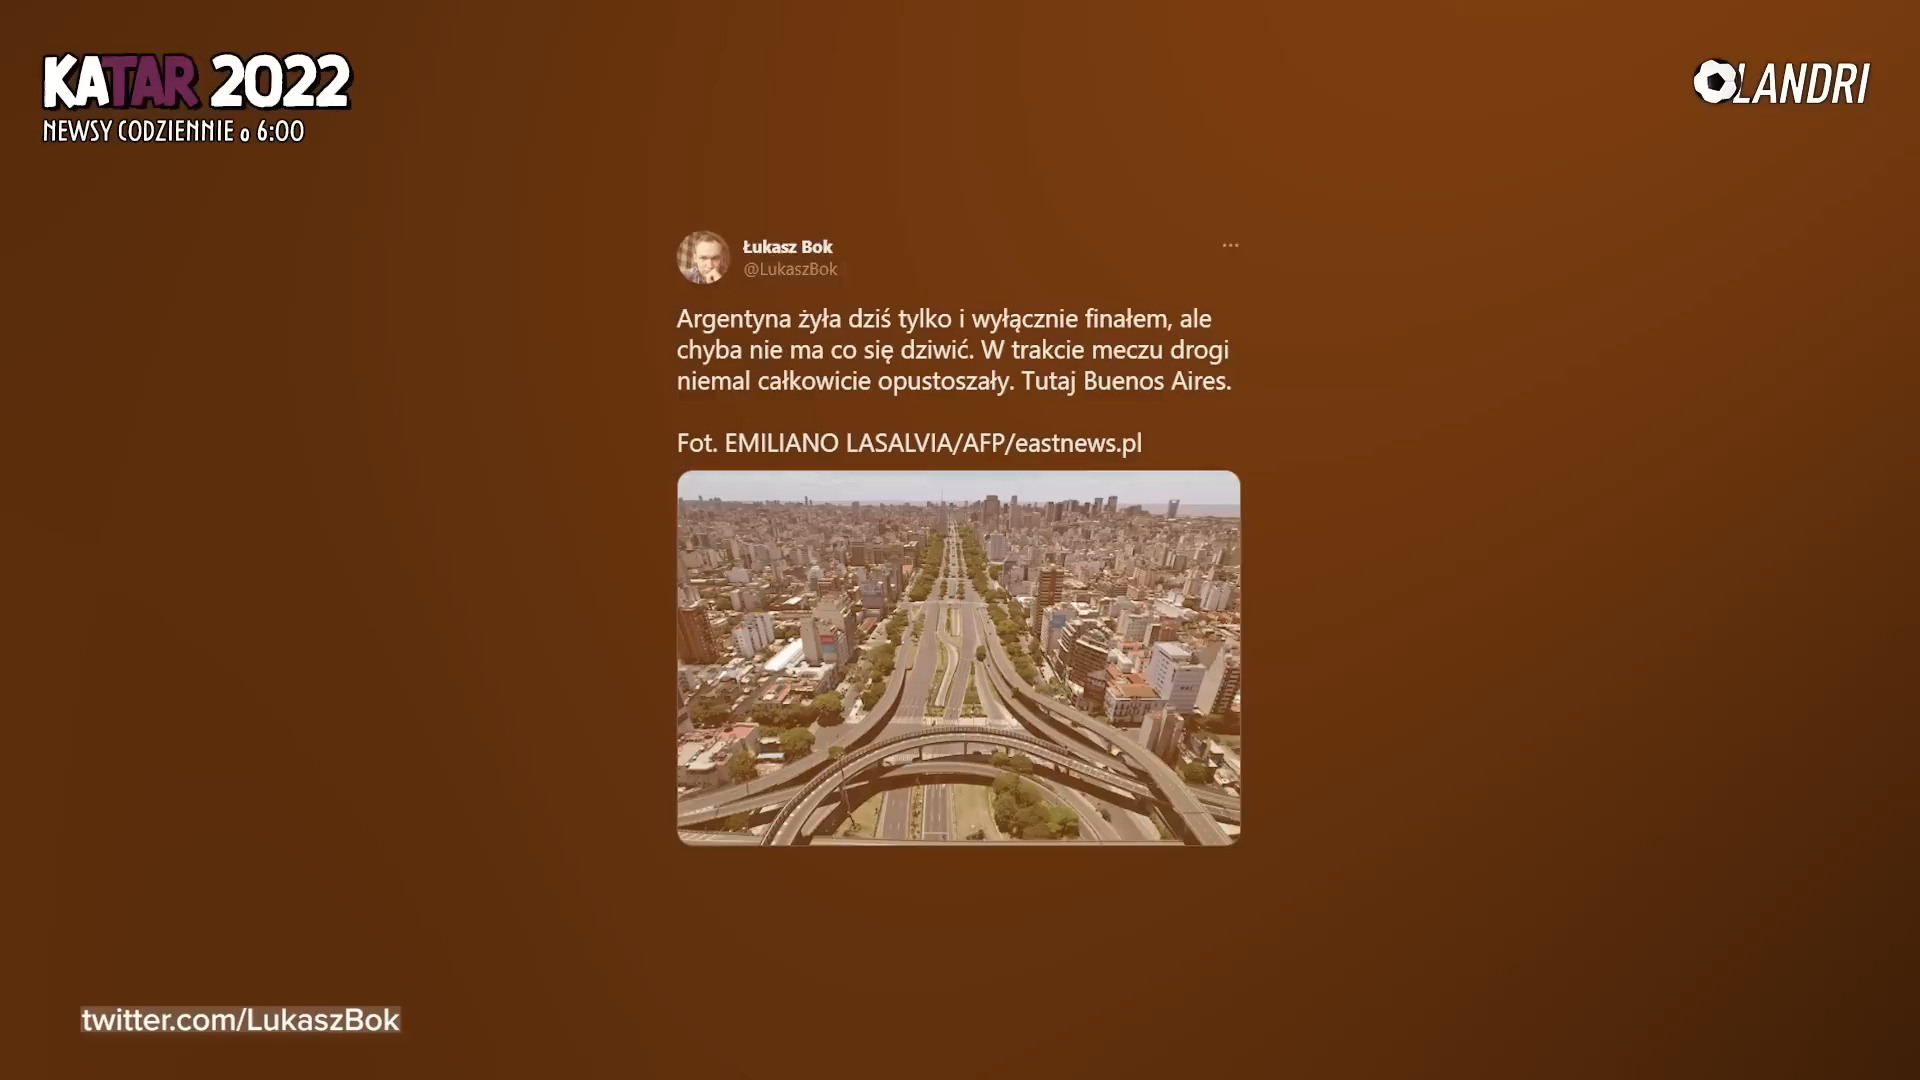 KATAR 2022
NEWSY CODZIENNIE o 6:00
LANDRI
Łukasz Bok
@LukaszBok
Argentyna żyła dziś tylko i wyłącznie finałem, ale
chyba nie ma co się dziwić. W trakcie meczu drogi
niemal całkowicie opustoszały. Tutaj Buenos Aires.
Fot. EMILIANO LASALVIA/AFP/eastnews.pl
twitter.com/LukaszBok